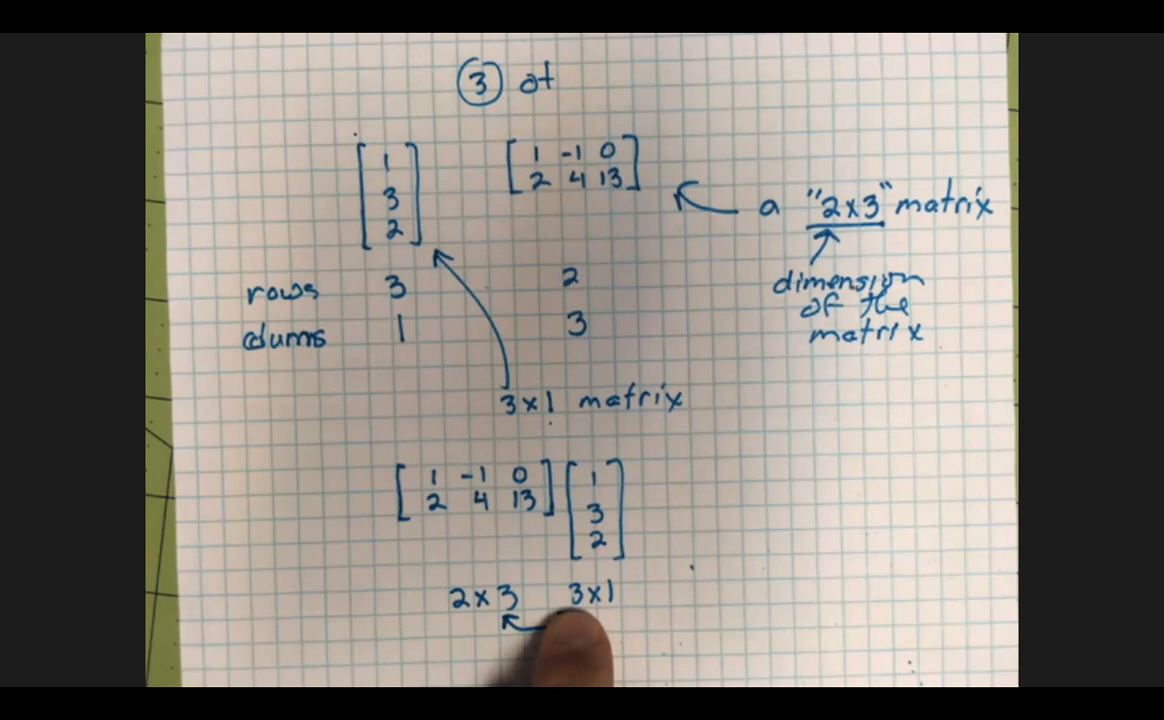 ③ at
[1 3 2] [1 -1 0
2 4 13]
a "2x3" matrix
dimension
of the
matrix
rows 3 2
colums 1 3
3x1 matrix
[1 -1 0
2 4 13] [1
3
2]
2x3 3x1